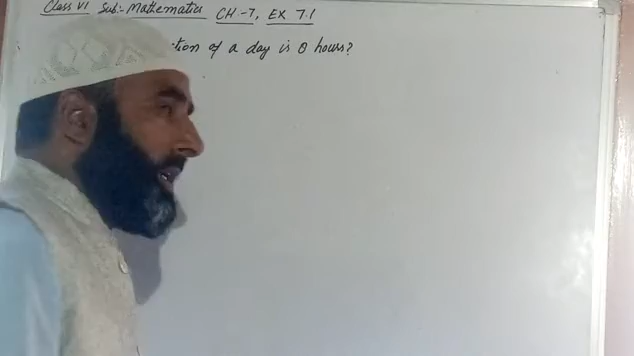 Class VI Sub:- Mathematics CH-7, EX 7.1
tion of a day is 8 hours?